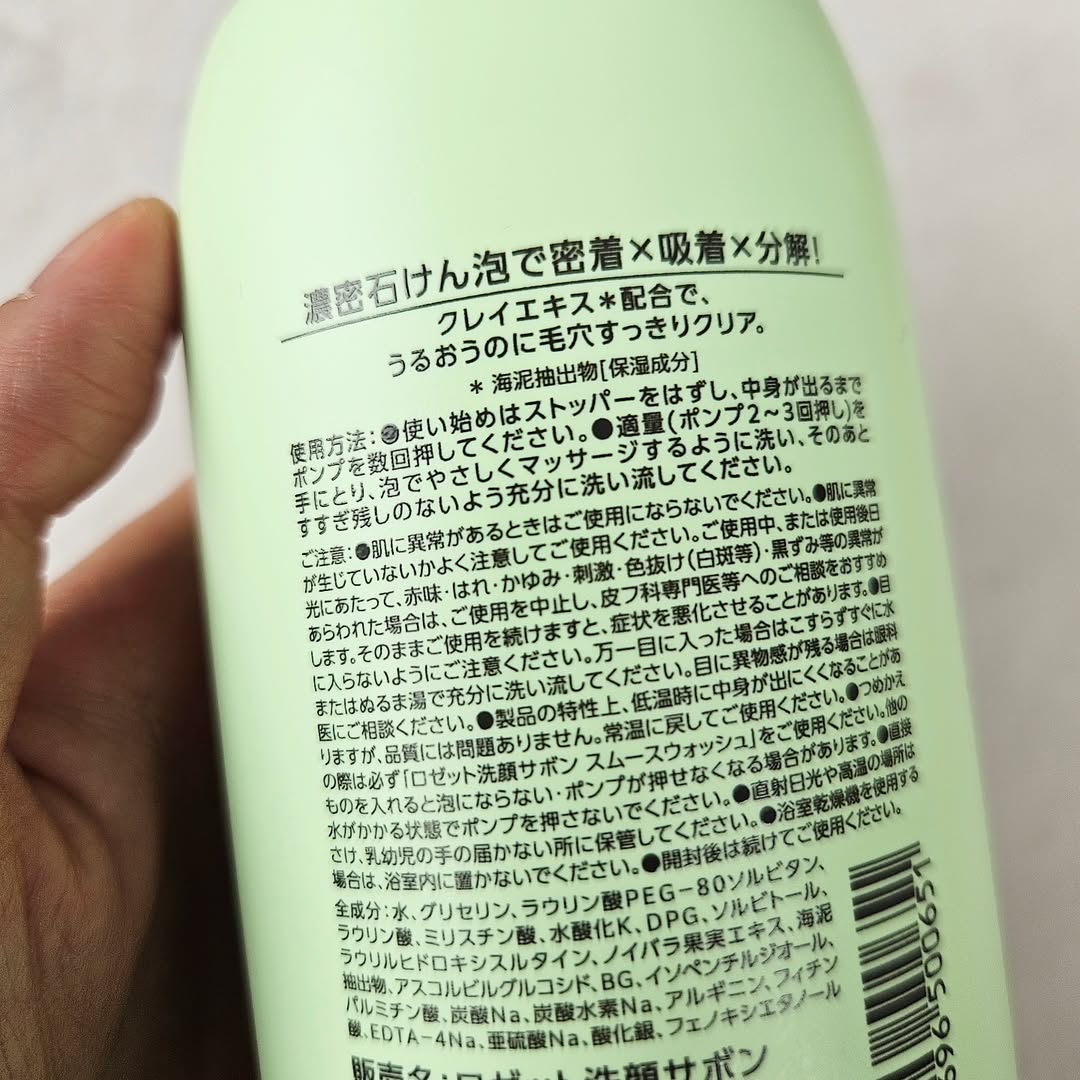 濃密石けん泡で密着×吸着×分解!
クレイエキス*配合で、
うるおうのに毛穴すっきりクリア。
* 海泥抽出物[保湿成分]
使用方法:●使い始めはストッパーをはずし、中身が出るまで
ポンプを数回押してください。●適量(ポンプ2~3回押し)を
手にとり、泡でやさしくマッサージするように洗い、そのあと
すすぎ残しのないよう充分に洗い流してください。
ご注意:●肌に異常があるときはご使用にならないでください。●肌に異常
が生じていないかよく注意してご使用ください。ご使用中、または使用後日
光にあたって、赤味・はれ・かゆみ・刺激・色抜け(白斑等)・黒ずみ等の異常が
あらわれた場合は、ご使用を中止し、皮フ科専門医等へのご相談をおすすめ
します。そのままご使用を続けますと、症状を悪化させることがあります。●目
に入らないようにご注意ください。万一目に入った場合はこすらずすぐに水
またはぬるま湯で充分に洗い流してください。目に異物感が残る場合は眼科
医にご相談ください。●製品の特性上、低温時に中身が出にくくなることがあ
りますが、品質には問題ありません。常温に戻してご使用ください。●つめかえ
の際は必ず「ロゼット洗顔サボン スムースウォッシュ」をご使用ください。他の
ものを入れると泡にならない・ポンプが押せなくなる場合があります。●直接
水がかかる状態でポンプを押さないでください。●直射日光や高温の場所は
さけ、乳幼児の手の届かない所に保管してください。●浴室乾燥機を使用する
場合は、浴室内に置かないでください。●開封後は続けてご使用ください。
全成分:水、グリセリン、ラウリン酸PEG-80ソルビタン、
ラウリン酸、ミリスチン酸、水酸化K、DPG、ソルビトール、
ラウリルヒドロキシスルタイン、ノイバラ果実エキス、海泥
抽出物、アスコルビルグルコシド、BG、イソペンチルジオール、
パルミチン酸、炭酸Na、炭酸水素Na、アルギニン、フィチン
酸、EDTA-4Na、亜硫酸Na、酸化銀、フェノキシエタノール
販売名:ロゼット洗顔サボン
96500651